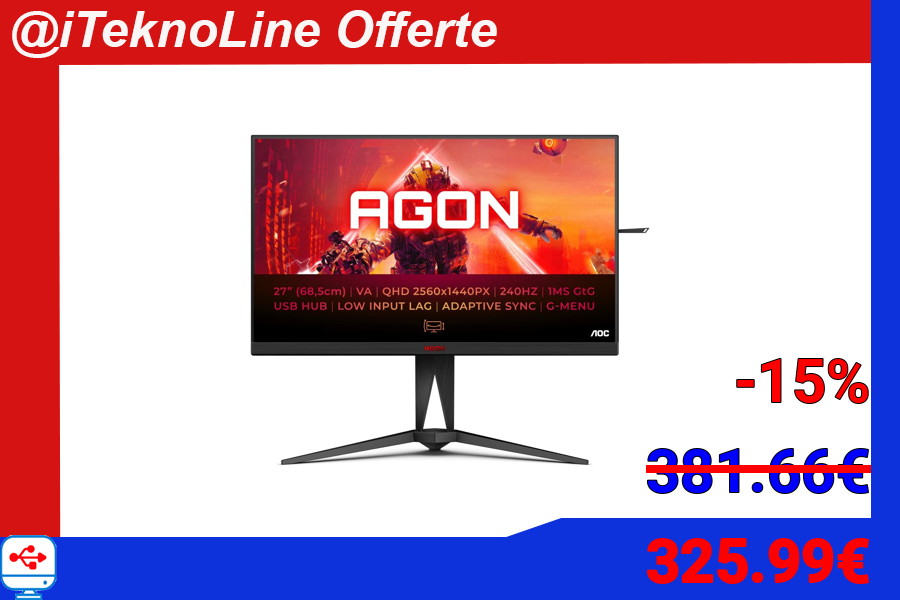 @iTeknoLine Offerte
AGON
27” (68,5cm) | VA | QHD 2560x1440PX | 240HZ | 1MS GtG
USB HUB | LOW INPUT LAG | ADAPTIVE SYNC | G-MENU
AOC
AGON
-15%
381.66€
325.99€